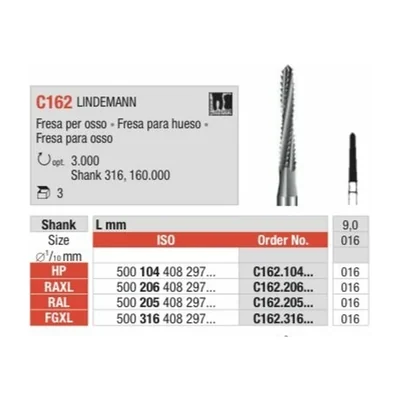 C162 LINDEMANN
Fresa per osso • Fresa para hueso •
Fresa para osso
opt. 3.000
Shank 316, 160.000
3
Shank L mm 9,0
Size ISO Order No. 016
⌀ 1/10 mm
HP 500 104 408 297... C162.104... 016
RAXL 500 206 408 297... C162.206... 016
RAL 500 205 408 297... C162.205... 016
FGXL 500 316 408 297... C162.316... 016